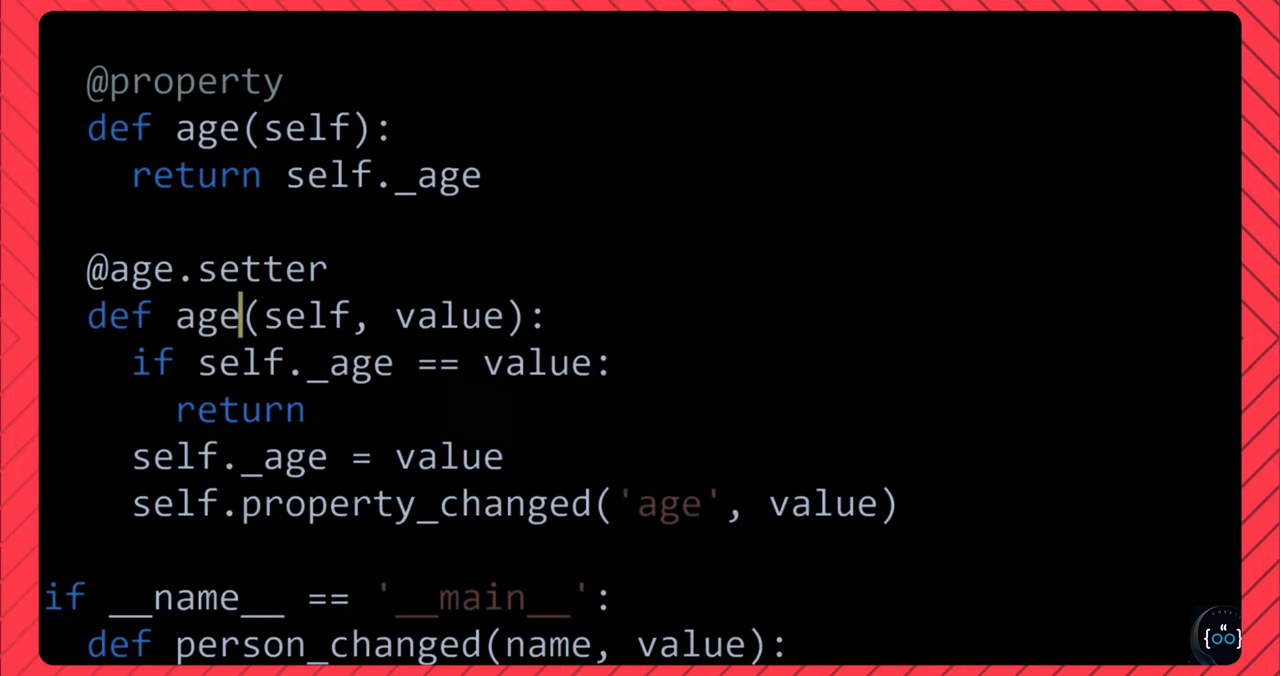 @property
def age(self):
return self._age
@age.setter
def age(self, value):
if self._age == value:
return
self._age = value
self.property_changed('age', value)
if __name__ == '__main__':
def person_changed(name, value):